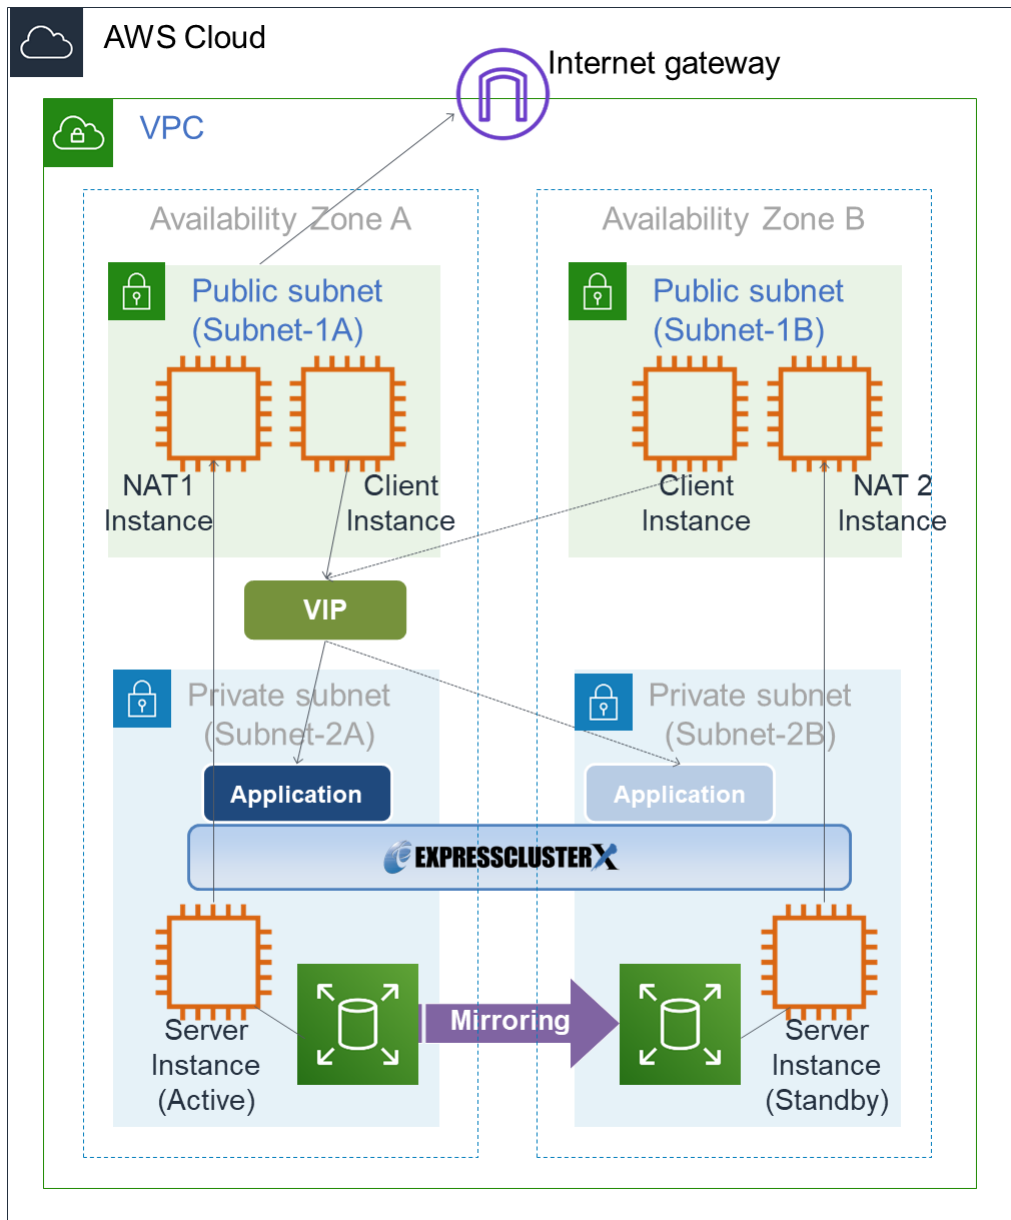 AWS Cloud
Internet gateway
VPC
Availability Zone A
Availability Zone B
Public subnet
(Subnet-1A)
Public subnet
(Subnet-1B)
NAT1
Instance
Client
Instance
Client
Instance
NAT 2
Instance
VIP
Private subnet
(Subnet-2A)
Private subnet
(Subnet-2B)
Application
Application
EXPRESSCLUSTER X
Mirroring
Server
Instance
(Active)
Server
Instance
(Standby)